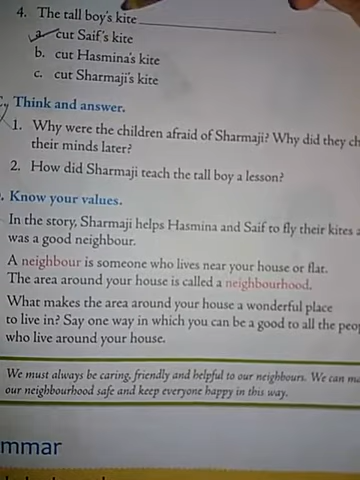 4. The tall boy's kite
a. cut Saif's kite
b. cut Hasmina's kite
c. cut Sharmaji's kite
Think and answer.
1. Why were the children afraid of Sharmaji? Why did they ch
their minds later?
2. How did Sharmaji teach the tall boy a lesson?
Know your values.
In the story, Sharmaji helps Hasmina and Saif to fly their kites a
was a good neighbour.
A neighbour is someone who lives near your house or flat.
The area around your house is called a neighbourhood.
What makes the area around your house a wonderful place
to live in? Say one way in which you can be a good to all the peop
who live around your house.
We must always be caring, friendly and helpful to our neighbours. We can ma
our neighbourhood safe and keep everyone happy in this way.
mmar